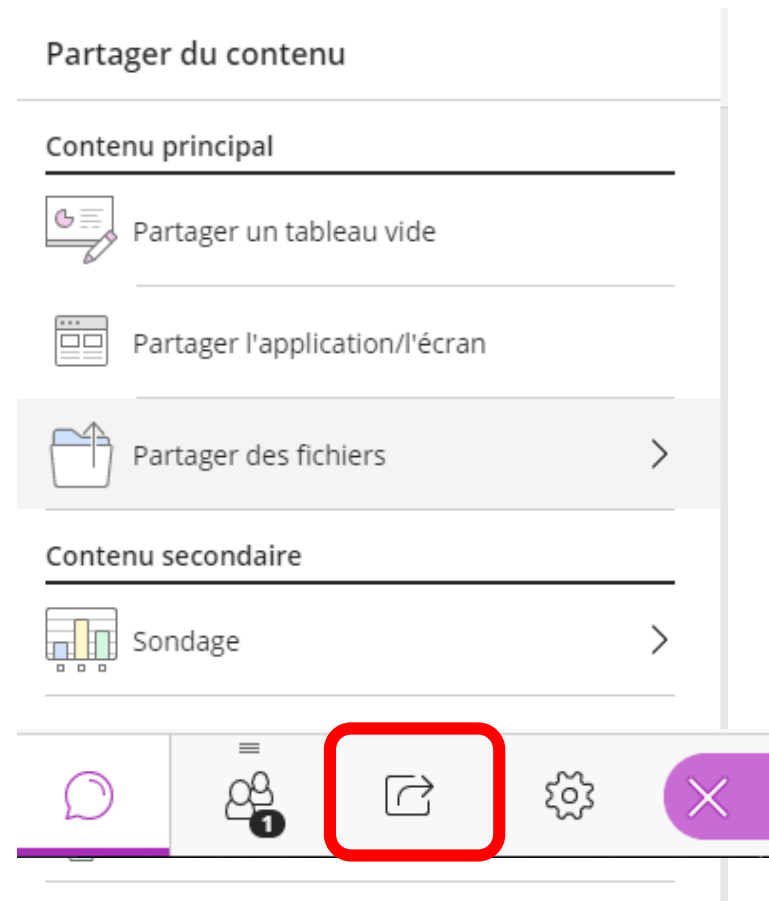 Partager du contenu
Contenu principal
Partager un tableau vide
Partager l'application/l'écran
Partager des fichiers
Contenu secondaire
Sondage
1